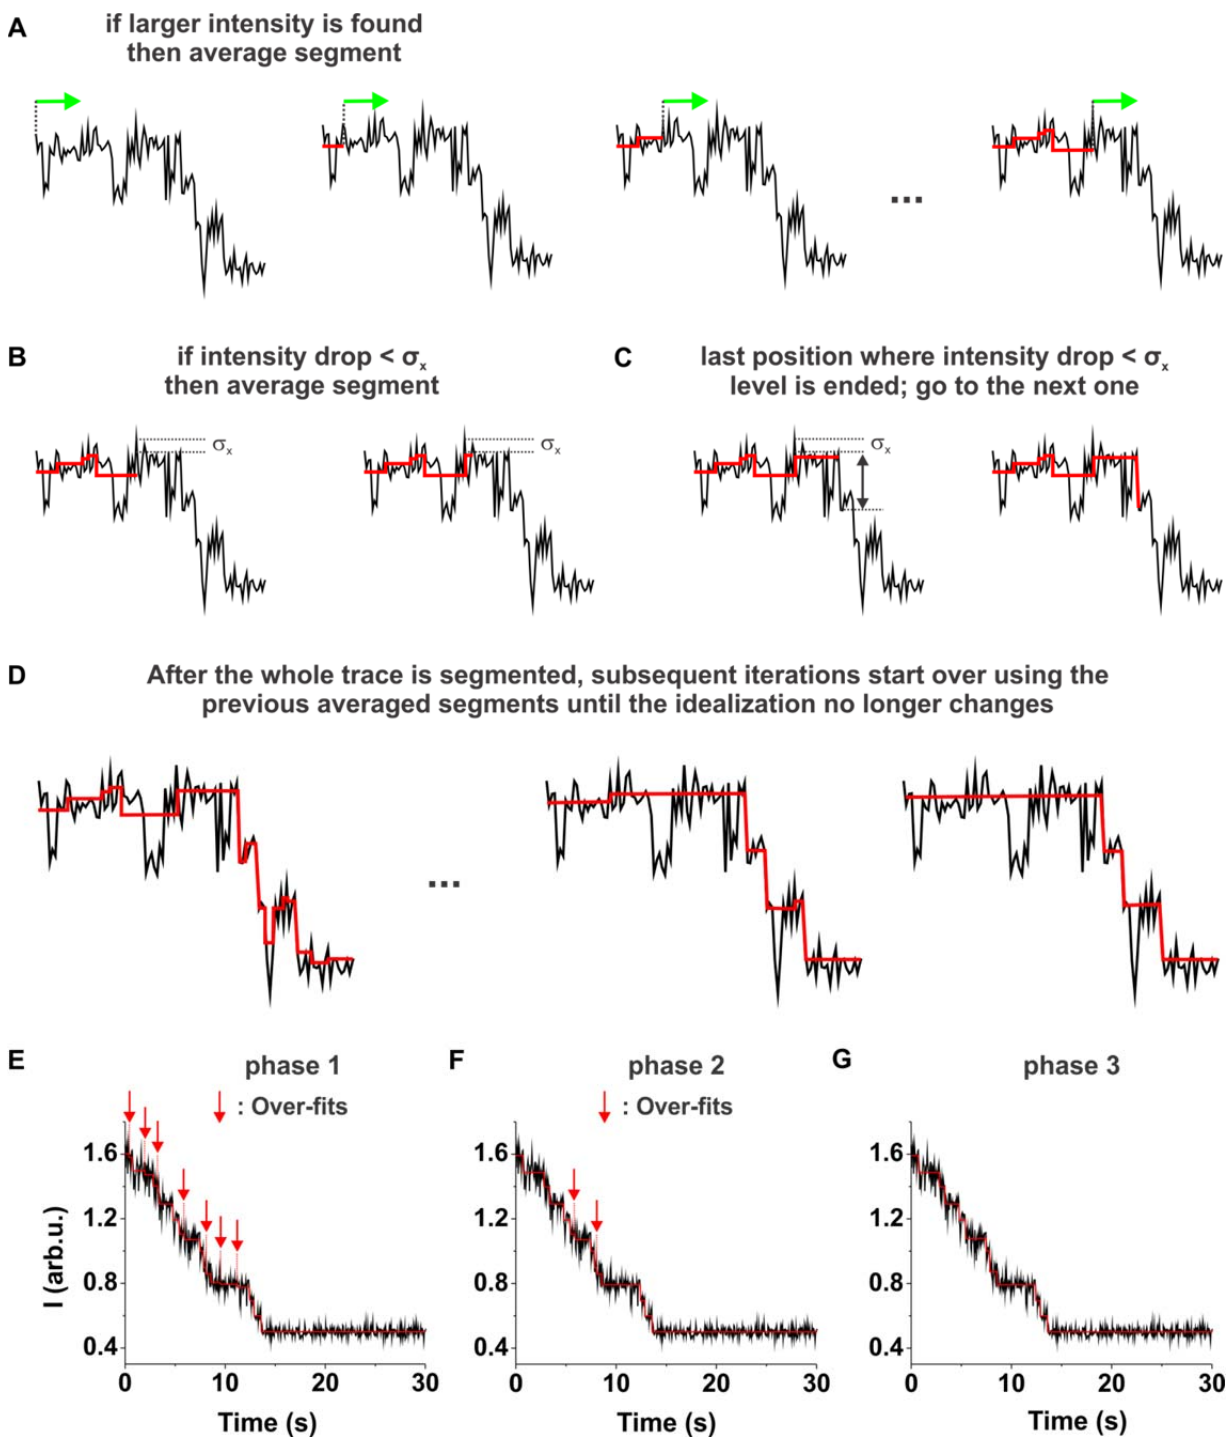 A
if larger intensity is found
then average segment
...
B
if intensity drop < σx
then average segment
C
last position where intensity drop < σx
level is ended; go to the next one
σx
σx
σx
D
After the whole trace is segmented, subsequent iterations start over using the
previous averaged segments until the idealization no longer changes
...
E
phase 1
: Over-fits
I (arb.u.)
1.6
1.2
0.8
0.4
0
10
20
30
Time (s)
F
phase 2
: Over-fits
1.6
1.2
0.8
0.4
0
10
20
30
Time (s)
G
phase 3
1.6
1.2
0.8
0.4
0
10
20
30
Time (s)